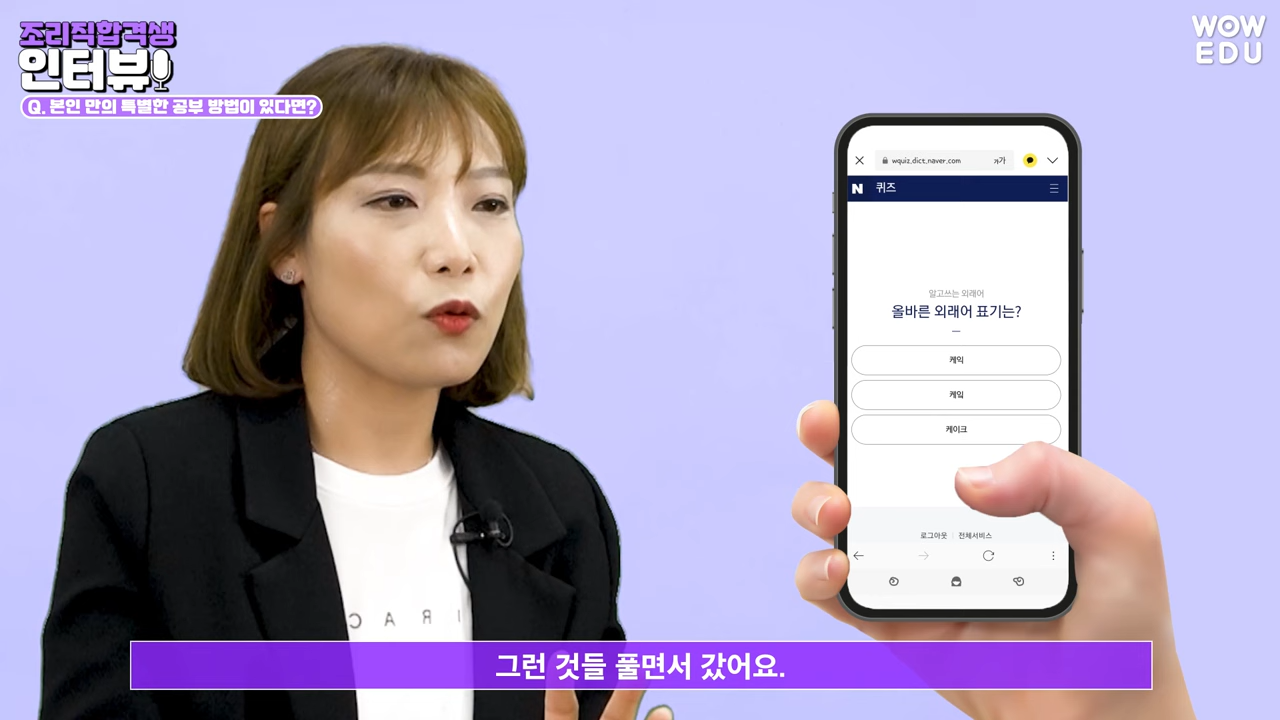 조리직합격생
인터뷰!
Q. 본인 만의 특별한 공부 방법이 있다면?
WOW
EDU
wquiz.dict.naver.com
가가
N 퀴즈
알고쓰는 외래어
올바른 외래어 표기는?
케익
케잌
케이크
로그아웃 | 전체서비스
그런 것들 풀면서 갔어요.